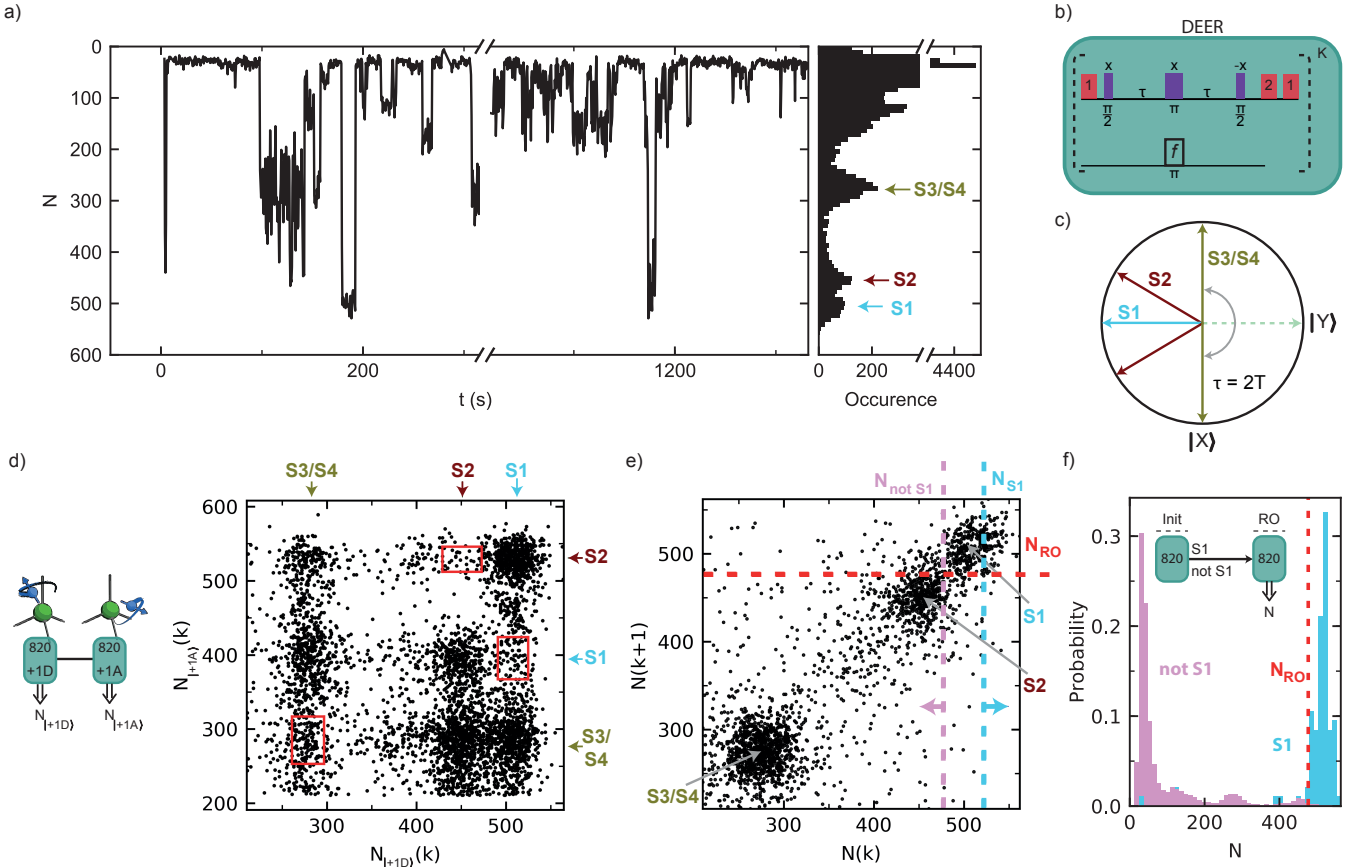 a)
0
100
200
300
400
500
600
N
0
200
1200
t (s)
S3/S4
S2
S1
0
200
4400
Occurence
b)
DEER
K
x
x
-x
1
τ
τ
2
1
π/2
π
π/2
f
π
c)
S3/S4
S2
S1
|Y⟩
τ = 2T
|X⟩
d)
S3/S4
S2
S1
820
+1D
820
+1A
N|+1D⟩
N|+1A⟩
600
500
400
300
200
N|+1A⟩(k)
S2
S1
S3/
S4
300
400
500
N|+1D⟩(k)
e)
N not S1
N S1
N RO
500
400
300
N(k+1)
S1
S2
S3/S4
300
400
500
N(k)
f)
Init
RO
820
S1
not S1
820
N
0.3
0.2
0.1
0.0
Probability
not S1
N RO
S1
0
200
400
N